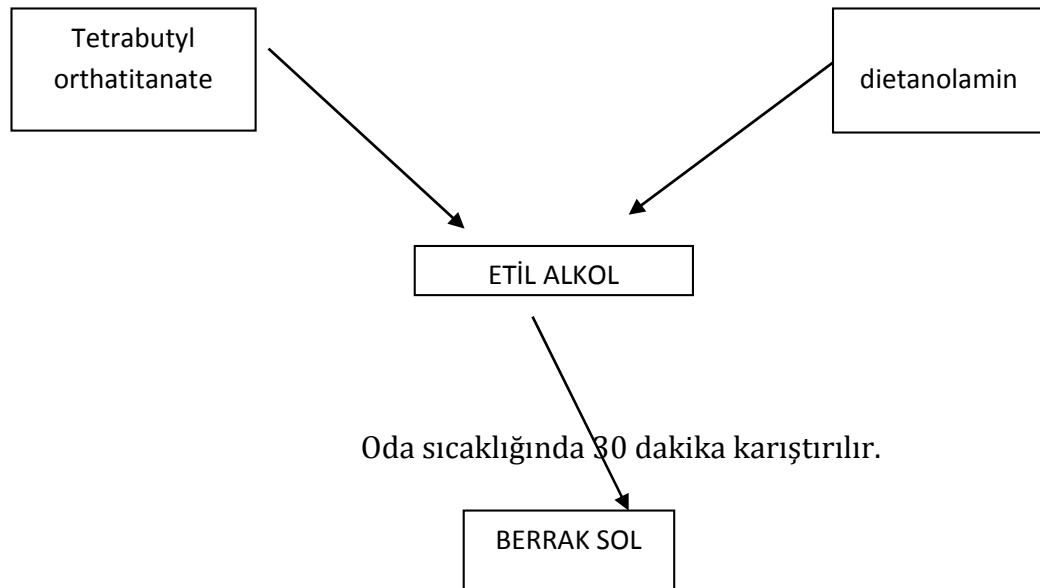 Tetrabutyl
orthatitanate
dietanolamin
ETİL ALKOL
Oda sıcaklığında 30 dakika karıştırılır.
BERRAK SOL